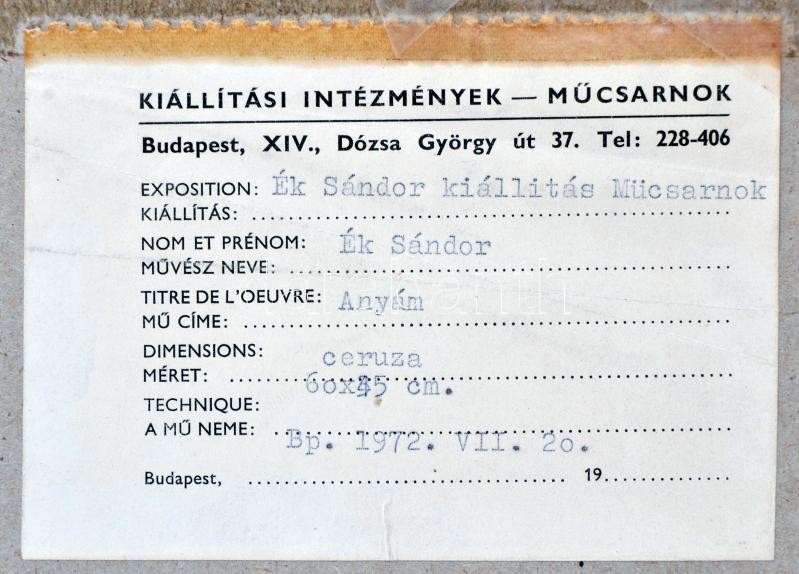 KIÁLLÍTÁSI INTÉZMÉNYEK — MŰCSARNOK
Budapest, XIV., Dózsa György út 37. Tel: 228-406
EXPOSITION: Ék Sándor kiállitás Mücsarnok
KIÁLLÍTÁS:
NOM ET PRÉNOM: Ék Sándor
MŰVÉSZ NEVE:
TITRE DE L'OEUVRE: Anyám
MŰ CÍME:
DIMENSIONS: ceruza
MÉRET: 6ox45 cm.
TECHNIQUE:
A MŰ NEME: Bp. 1972. VII. 2o.
Budapest, 19